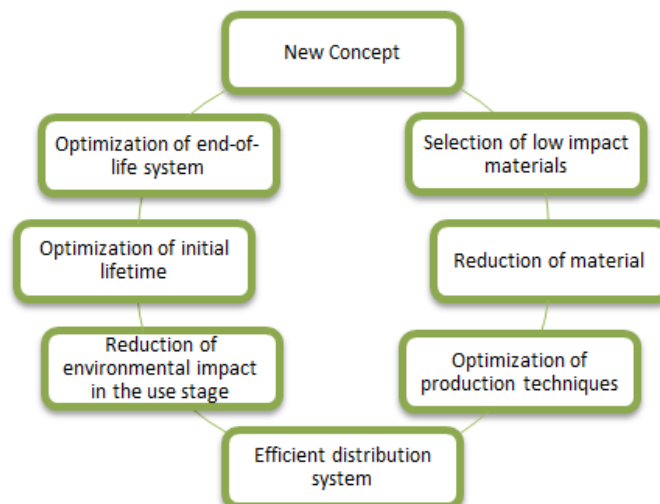 New Concept
Selection of low impact
materials
Reduction of material
Optimization of
production techniques
Efficient distribution
system
Reduction of
environmental impact
in the use stage
Optimization of initial
lifetime
Optimization of end-of-
life system